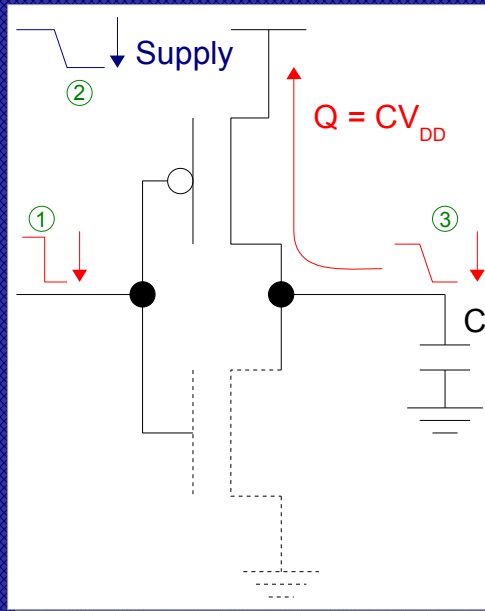 Supply
②
Q = CV_DD
①
③
C